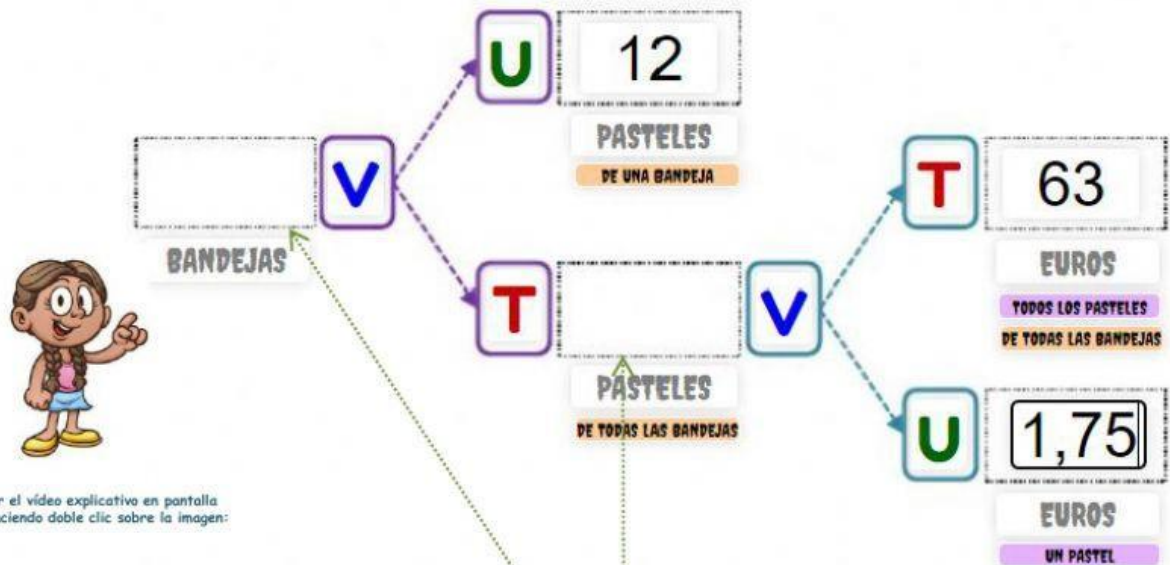 U
12
PASTELES
DE UNA BANDEJA
V
BANDEJAS
T
PASTELES
DE TODAS LAS BANDEJAS
V
T
63
EUROS
TODOS LOS PASTELES
DE TODAS LAS BANDEJAS
U
1,75
EUROS
UN PASTEL
r el vídeo explicativo en pantalla
ciendo doble clic sobre la imagen: